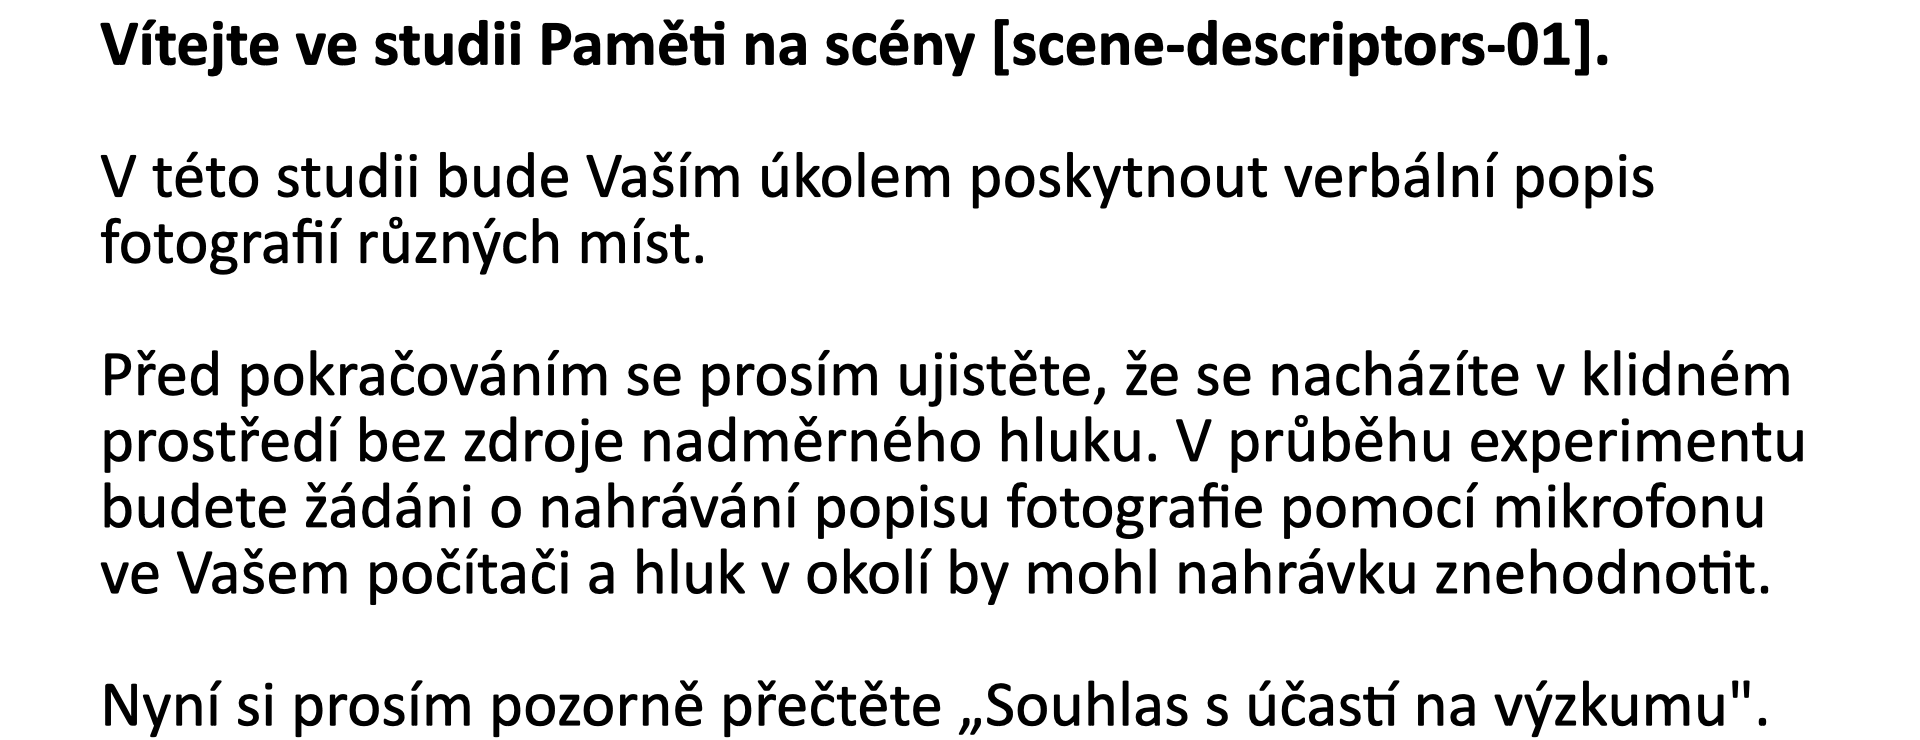 Vítejte ve studii Paměti na scény [scene-descriptors-01].
V této studii bude Vaším úkolem poskytnout verbální popis
fotografií různých míst.
Před pokračováním se prosím ujistěte, že se nacházíte v klidném
prostředí bez zdroje nadměrného hluku. V průběhu experimentu
budete žádáni o nahrávání popisu fotografie pomocí mikrofonu
ve Vašem počítači a hluk v okolí by mohl nahrávku znehodnotit.
Nyní si prosím pozorně přečtěte „Souhlas s účastí na výzkumu".